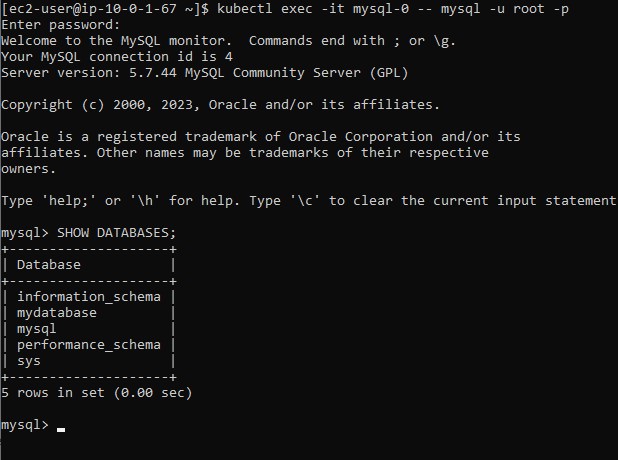 [ec2-user@ip-10-0-1-67 ~]$ kubectl exec -it mysql-0 -- mysql -u root -p
Enter password:
Welcome to the MySQL monitor.  Commands end with ; or \g.
Your MySQL connection id is 4
Server version: 5.7.44 MySQL Community Server (GPL)

Copyright (c) 2000, 2023, Oracle and/or its affiliates.

Oracle is a registered trademark of Oracle Corporation and/or its
affiliates. Other names may be trademarks of their respective
owners.

Type 'help;' or '\h' for help. Type '\c' to clear the current input statement

mysql> SHOW DATABASES;
+--------------------+
| Database           |
+--------------------+
| information_schema |
| mydatabase         |
| mysql              |
| performance_schema |
| sys                |
+--------------------+
5 rows in set (0.00 sec)

mysql> _